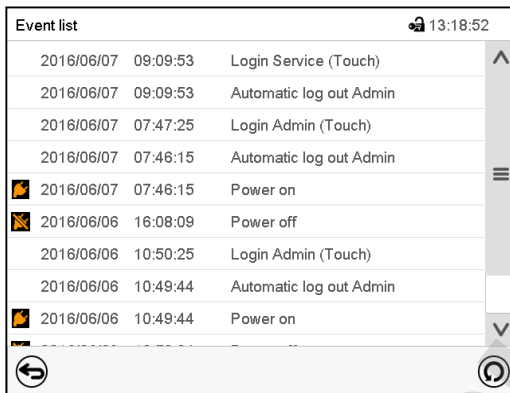 Event list 13:18:52
2016/06/07 09:09:53 Login Service (Touch)
2016/06/07 09:09:53 Automatic log out Admin
2016/06/07 07:47:25 Login Admin (Touch)
2016/06/07 07:46:15 Automatic log out Admin
2016/06/07 07:46:15 Power on
2016/06/06 16:08:09 Power off
2016/06/06 10:50:25 Login Admin (Touch)
2016/06/06 10:49:44 Automatic log out Admin
2016/06/06 10:49:44 Power on